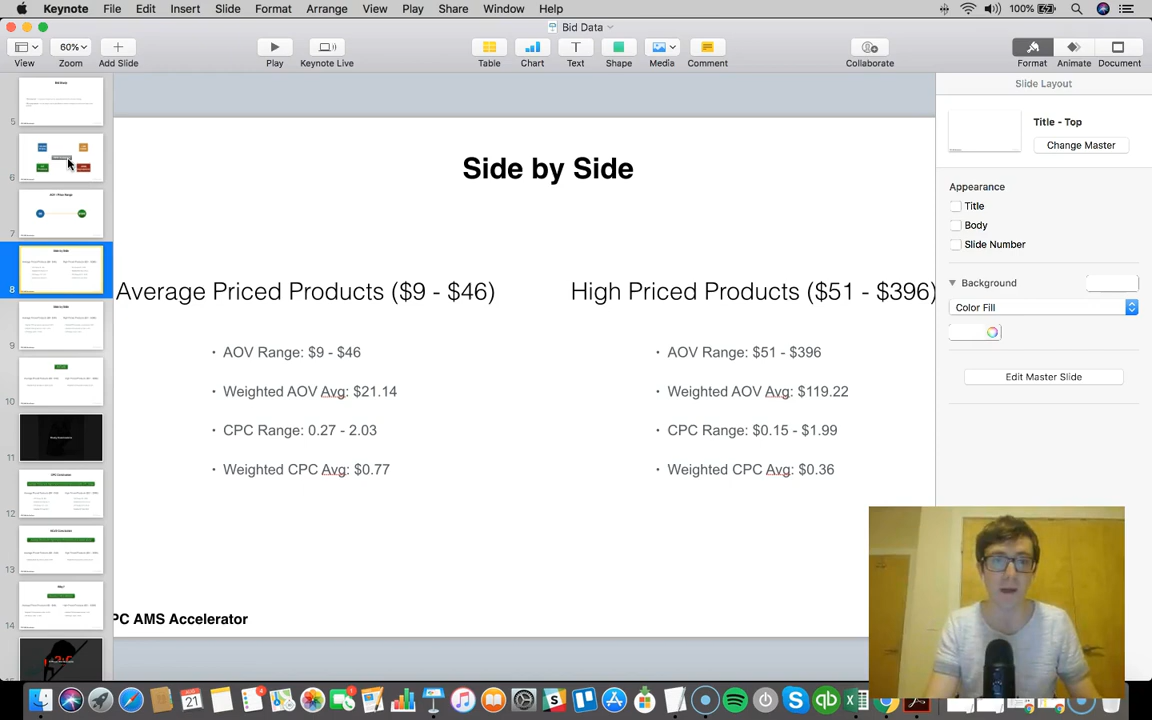 Keynote File Edit Insert Slide Format Arrange View Play Share Window Help 100%
Bid Data
60%
View Zoom Add Slide Play Keynote Live Table Chart Text Shape Media Comment Collaborate Format Animate Document
Slide Layout
Title - Top
Change Master
Appearance
Title
Body
Slide Number
Background
Color Fill
Edit Master Slide
5
6
7
8
9
10
11
12
13
14
Side by Side
Average Priced Products ($9 - $46)
• AOV Range: $9 - $46
• Weighted AOV Avg: $21.14
• CPC Range: 0.27 - 2.03
• Weighted CPC Avg: $0.77
High Priced Products ($51 - $396)
• AOV Range: $51 - $396
• Weighted AOV Avg: $119.22
• CPC Range: $0.15 - $1.99
• Weighted CPC Avg: $0.36
PC AMS Accelerator